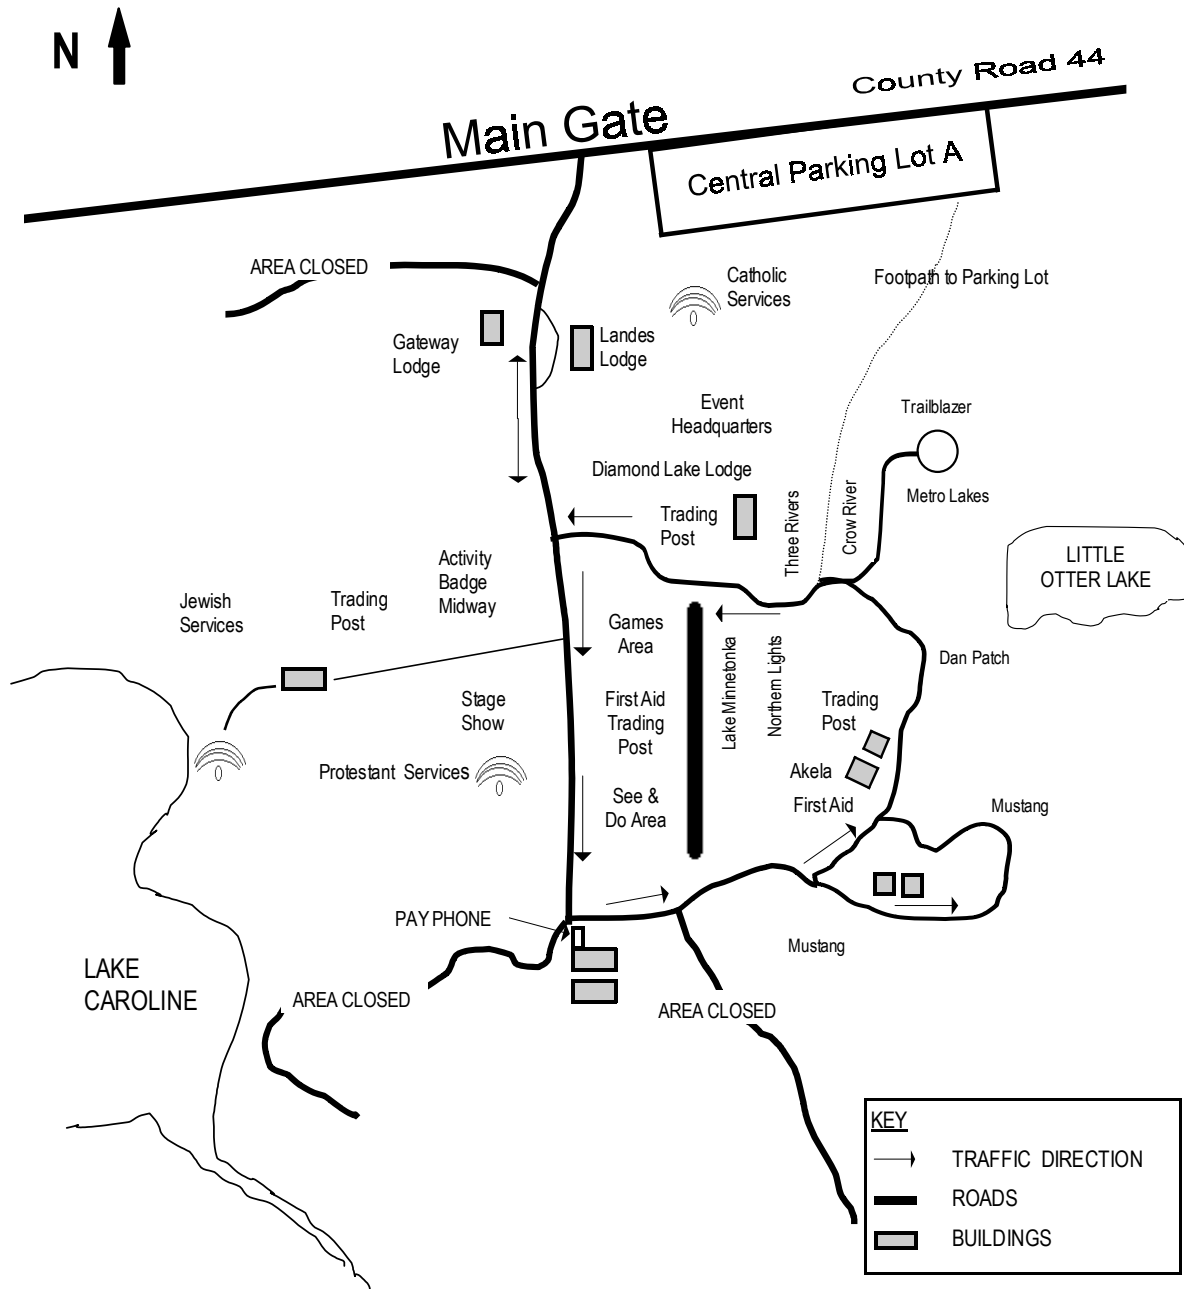 N
County Road 44
Main Gate
Central Parking Lot A
AREA CLOSED
Catholic
Services
Footpath to Parking Lot
Gateway
Lodge
Landes
Lodge
Event
Headquarters
Trailblazer
Diamond Lake Lodge
Metro Lakes
Trading
Post
Three Rivers
Crow River
LITTLE
OTTER LAKE
Activity
Badge
Midway
Jewish
Services
Trading
Post
Games
Area
Lake Minnetonka
Northern Lights
Dan Patch
Stage
Show
First Aid
Trading
Post
Trading
Post
Protestant Services
Akela
See &
Do Area
First Aid
Mustang
PAY PHONE
Mustang
LAKE
CAROLINE
AREA CLOSED
AREA CLOSED
KEY
TRAFFIC DIRECTION
ROADS
BUILDINGS